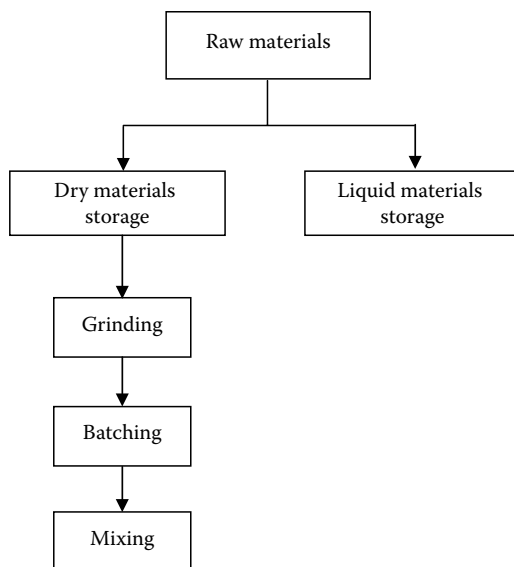 Raw materials
Dry materials
storage
Liquid materials
storage
Grinding
Batching
Mixing